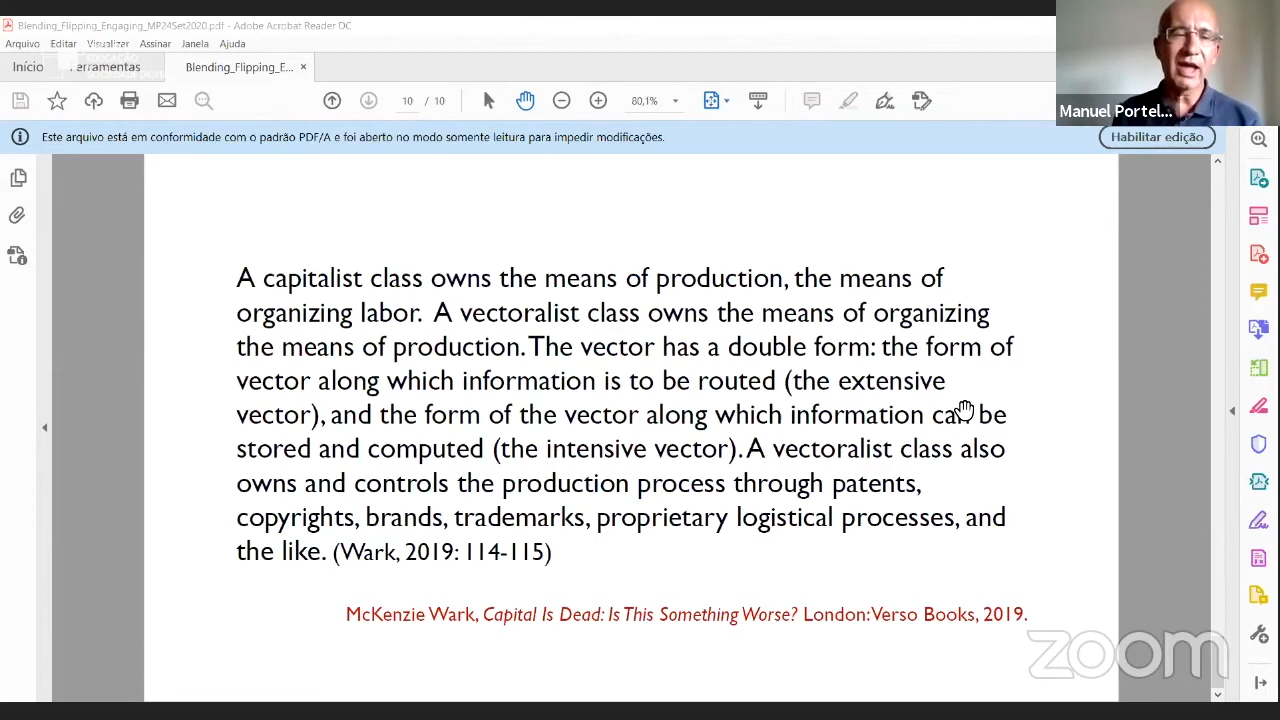 Blending_Flipping_Engaging_MP24Set2020.pdf - Adobe Acrobat Reader DC
Arquivo Editar Visualizar Assinar Janela Ajuda
Início Ferramentas Blending_Flipping_E... ×
10 / 10 80,1%
Manuel Portel...
Este arquivo está em conformidade com o padrão PDF/A e foi aberto no modo somente leitura para impedir modificações. Habilitar edição
A capitalist class owns the means of production, the means of
organizing labor. A vectoralist class owns the means of organizing
the means of production. The vector has a double form: the form of
vector along which information is to be routed (the extensive
vector), and the form of the vector along which information can be
stored and computed (the intensive vector). A vectoralist class also
owns and controls the production process through patents,
copyrights, brands, trademarks, proprietary logistical processes, and
the like. (Wark, 2019: 114-115)
McKenzie Wark, Capital Is Dead: Is This Something Worse? London: Verso Books, 2019.
zoom